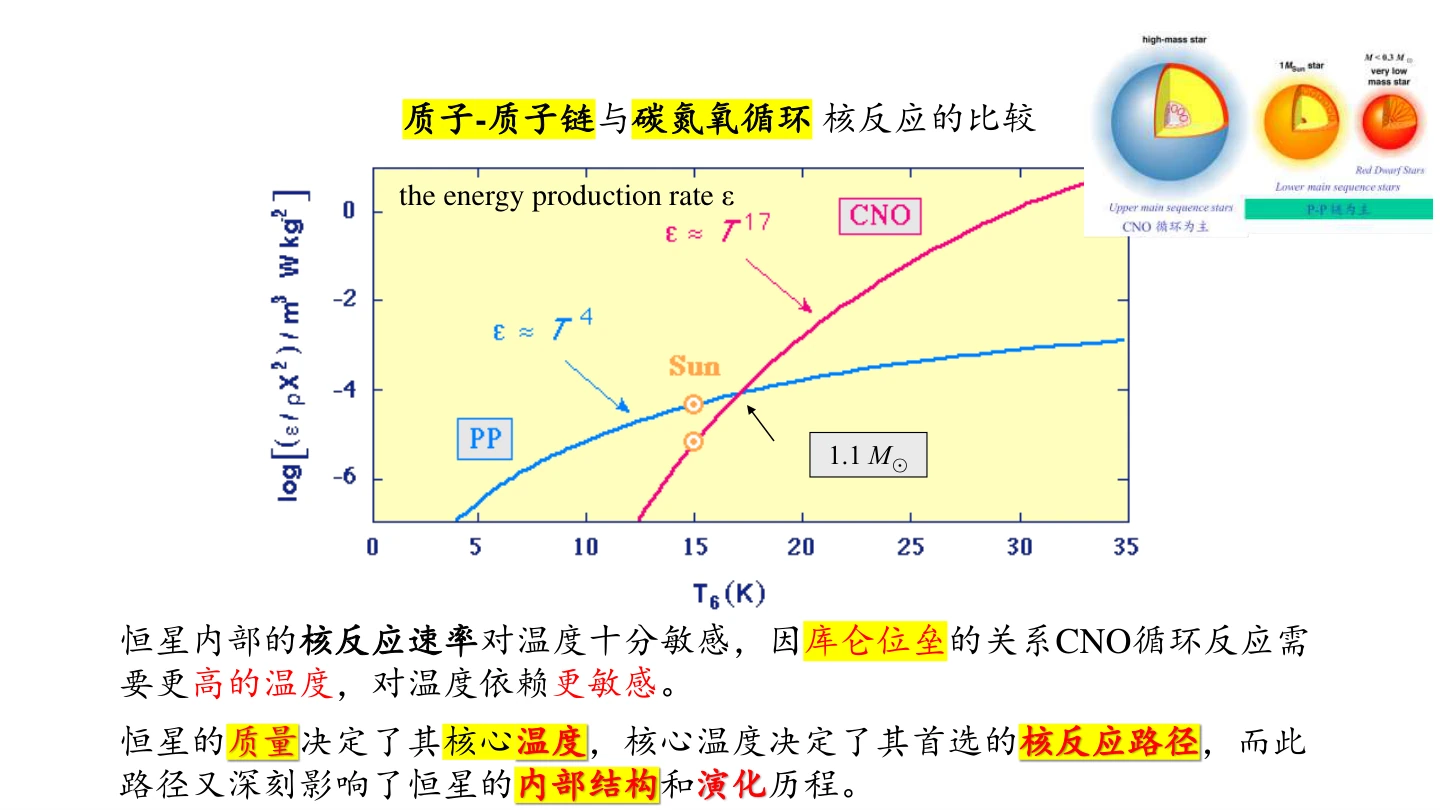 high-mass star
1MSun star
M < 0.3 M☉
very low
mass star
Red Dwarf Stars
Lower main sequence stars
Upper main sequence stars
P-P 链为主
CNO 循环为主
质子-质子链与碳氮氧循环 核反应的比较
the energy production rate ε
ε ≈ T^17
CNO
ε ≈ T^4
Sun
PP
1.1 M☉
log[(ε/ρX²)/m³ W kg⁻²]
0
-2
-4
-6
0 5 10 15 20 25 30 35
T₆(K)
恒星内部的核反应速率对温度十分敏感，因库仑位垒的关系CNO循环反应需
要更高的温度，对温度依赖更敏感。
恒星的质量决定了其核心温度，核心温度决定了其首选的核反应路径，而此
路径又深刻影响了恒星的内部结构和演化历程。